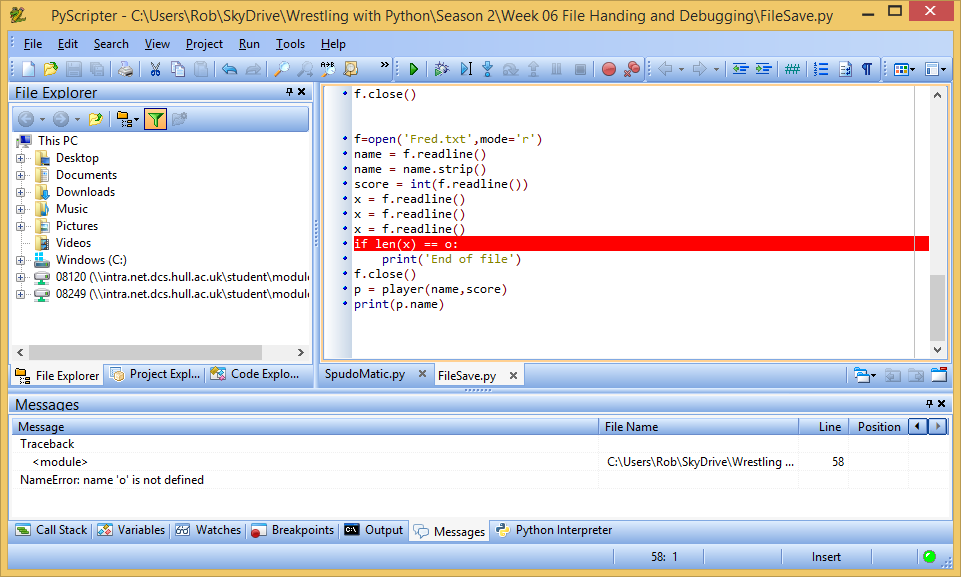 PyScripter - C:\Users\Rob\SkyDrive\Wrestling with Python\Season 2\Week 06 File Handing and Debugging\FileSave.py
File Edit Search View Project Run Tools Help
File Explorer
This PC
Desktop
Documents
Downloads
Music
Pictures
Videos
Windows (C:)
08120 (\\intra.net.dcs.hull.ac.uk\student\modul
08249 (\\intra.net.dcs.hull.ac.uk\student\modul
File Explorer Project Expl... Code Explo...
f.close()
f=open('Fred.txt',mode='r')
name = f.readline()
name = name.strip()
score = int(f.readline())
x = f.readline()
x = f.readline()
x = f.readline()
if len(x) == o:
    print('End of file')
f.close()
p = player(name,score)
print(p.name)
SpudoMatic.py FileSave.py
Messages
Message File Name Line Position
Traceback
<module> C:\Users\Rob\SkyDrive\Wrestling ... 58
NameError: name 'o' is not defined
Call Stack Variables Watches Breakpoints Output Messages Python Interpreter
58: 1 Insert